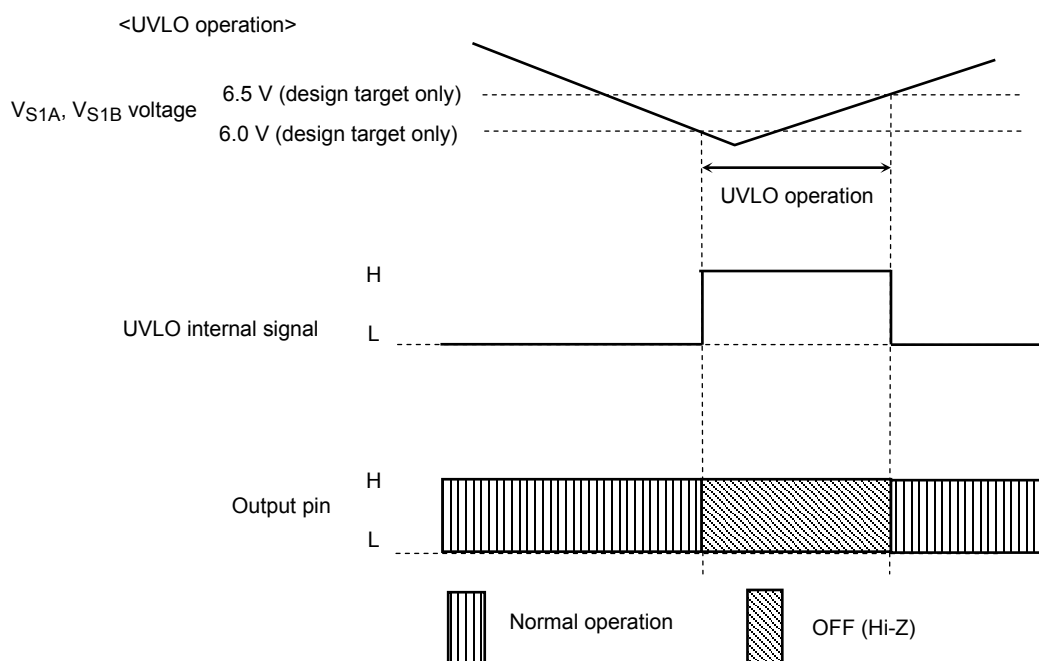 <UVLO operation>
6.5 V (design target only)
VS1A, VS1B voltage
6.0 V (design target only)
UVLO operation
H
UVLO internal signal
L
H
Output pin
L
Normal operation
OFF (Hi-Z)